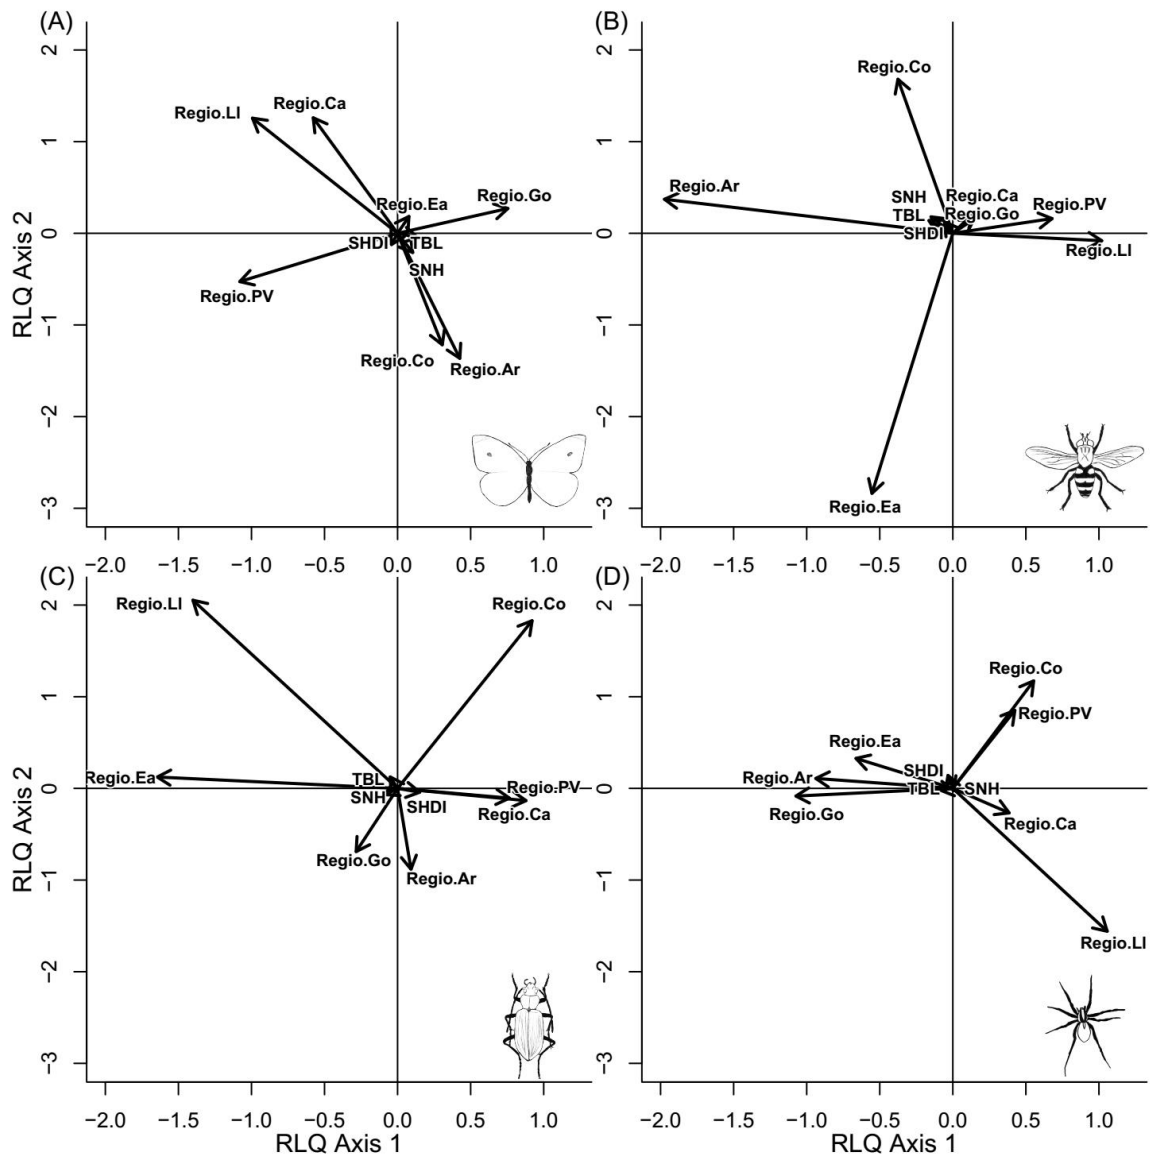 (A)
RLQ Axis 2
2
1
0
−1
−2
−3
Regio.LI
Regio.Ca
Regio.Ea
Regio.Go
SHDI
TBL
SNH
Regio.PV
Regio.Co
Regio.Ar
−2.0 −1.5 −1.0 −0.5 0.0 0.5 1.0
(B)
2
1
0
−1
−2
−3
Regio.Co
Regio.Ar
SNH
Regio.Ca
TBL
Regio.Go
Regio.PV
SHDI
Regio.LI
Regio.Ea
−2.0 −1.5 −1.0 −0.5 0.0 0.5 1.0
(C)
RLQ Axis 2
2
1
0
−1
−2
−3
Regio.LI
Regio.Co
Regio.Ea
TBL
SNH
SHDI
Regio.PV
Regio.Ca
Regio.Go
Regio.Ar
−2.0 −1.5 −1.0 −0.5 0.0 0.5 1.0
RLQ Axis 1
(D)
2
1
0
−1
−2
−3
Regio.Co
Regio.PV
Regio.Ea
SHDI
Regio.Ar
TBL
SNH
Regio.Go
Regio.Ca
Regio.LI
−2.0 −1.5 −1.0 −0.5 0.0 0.5 1.0
RLQ Axis 1